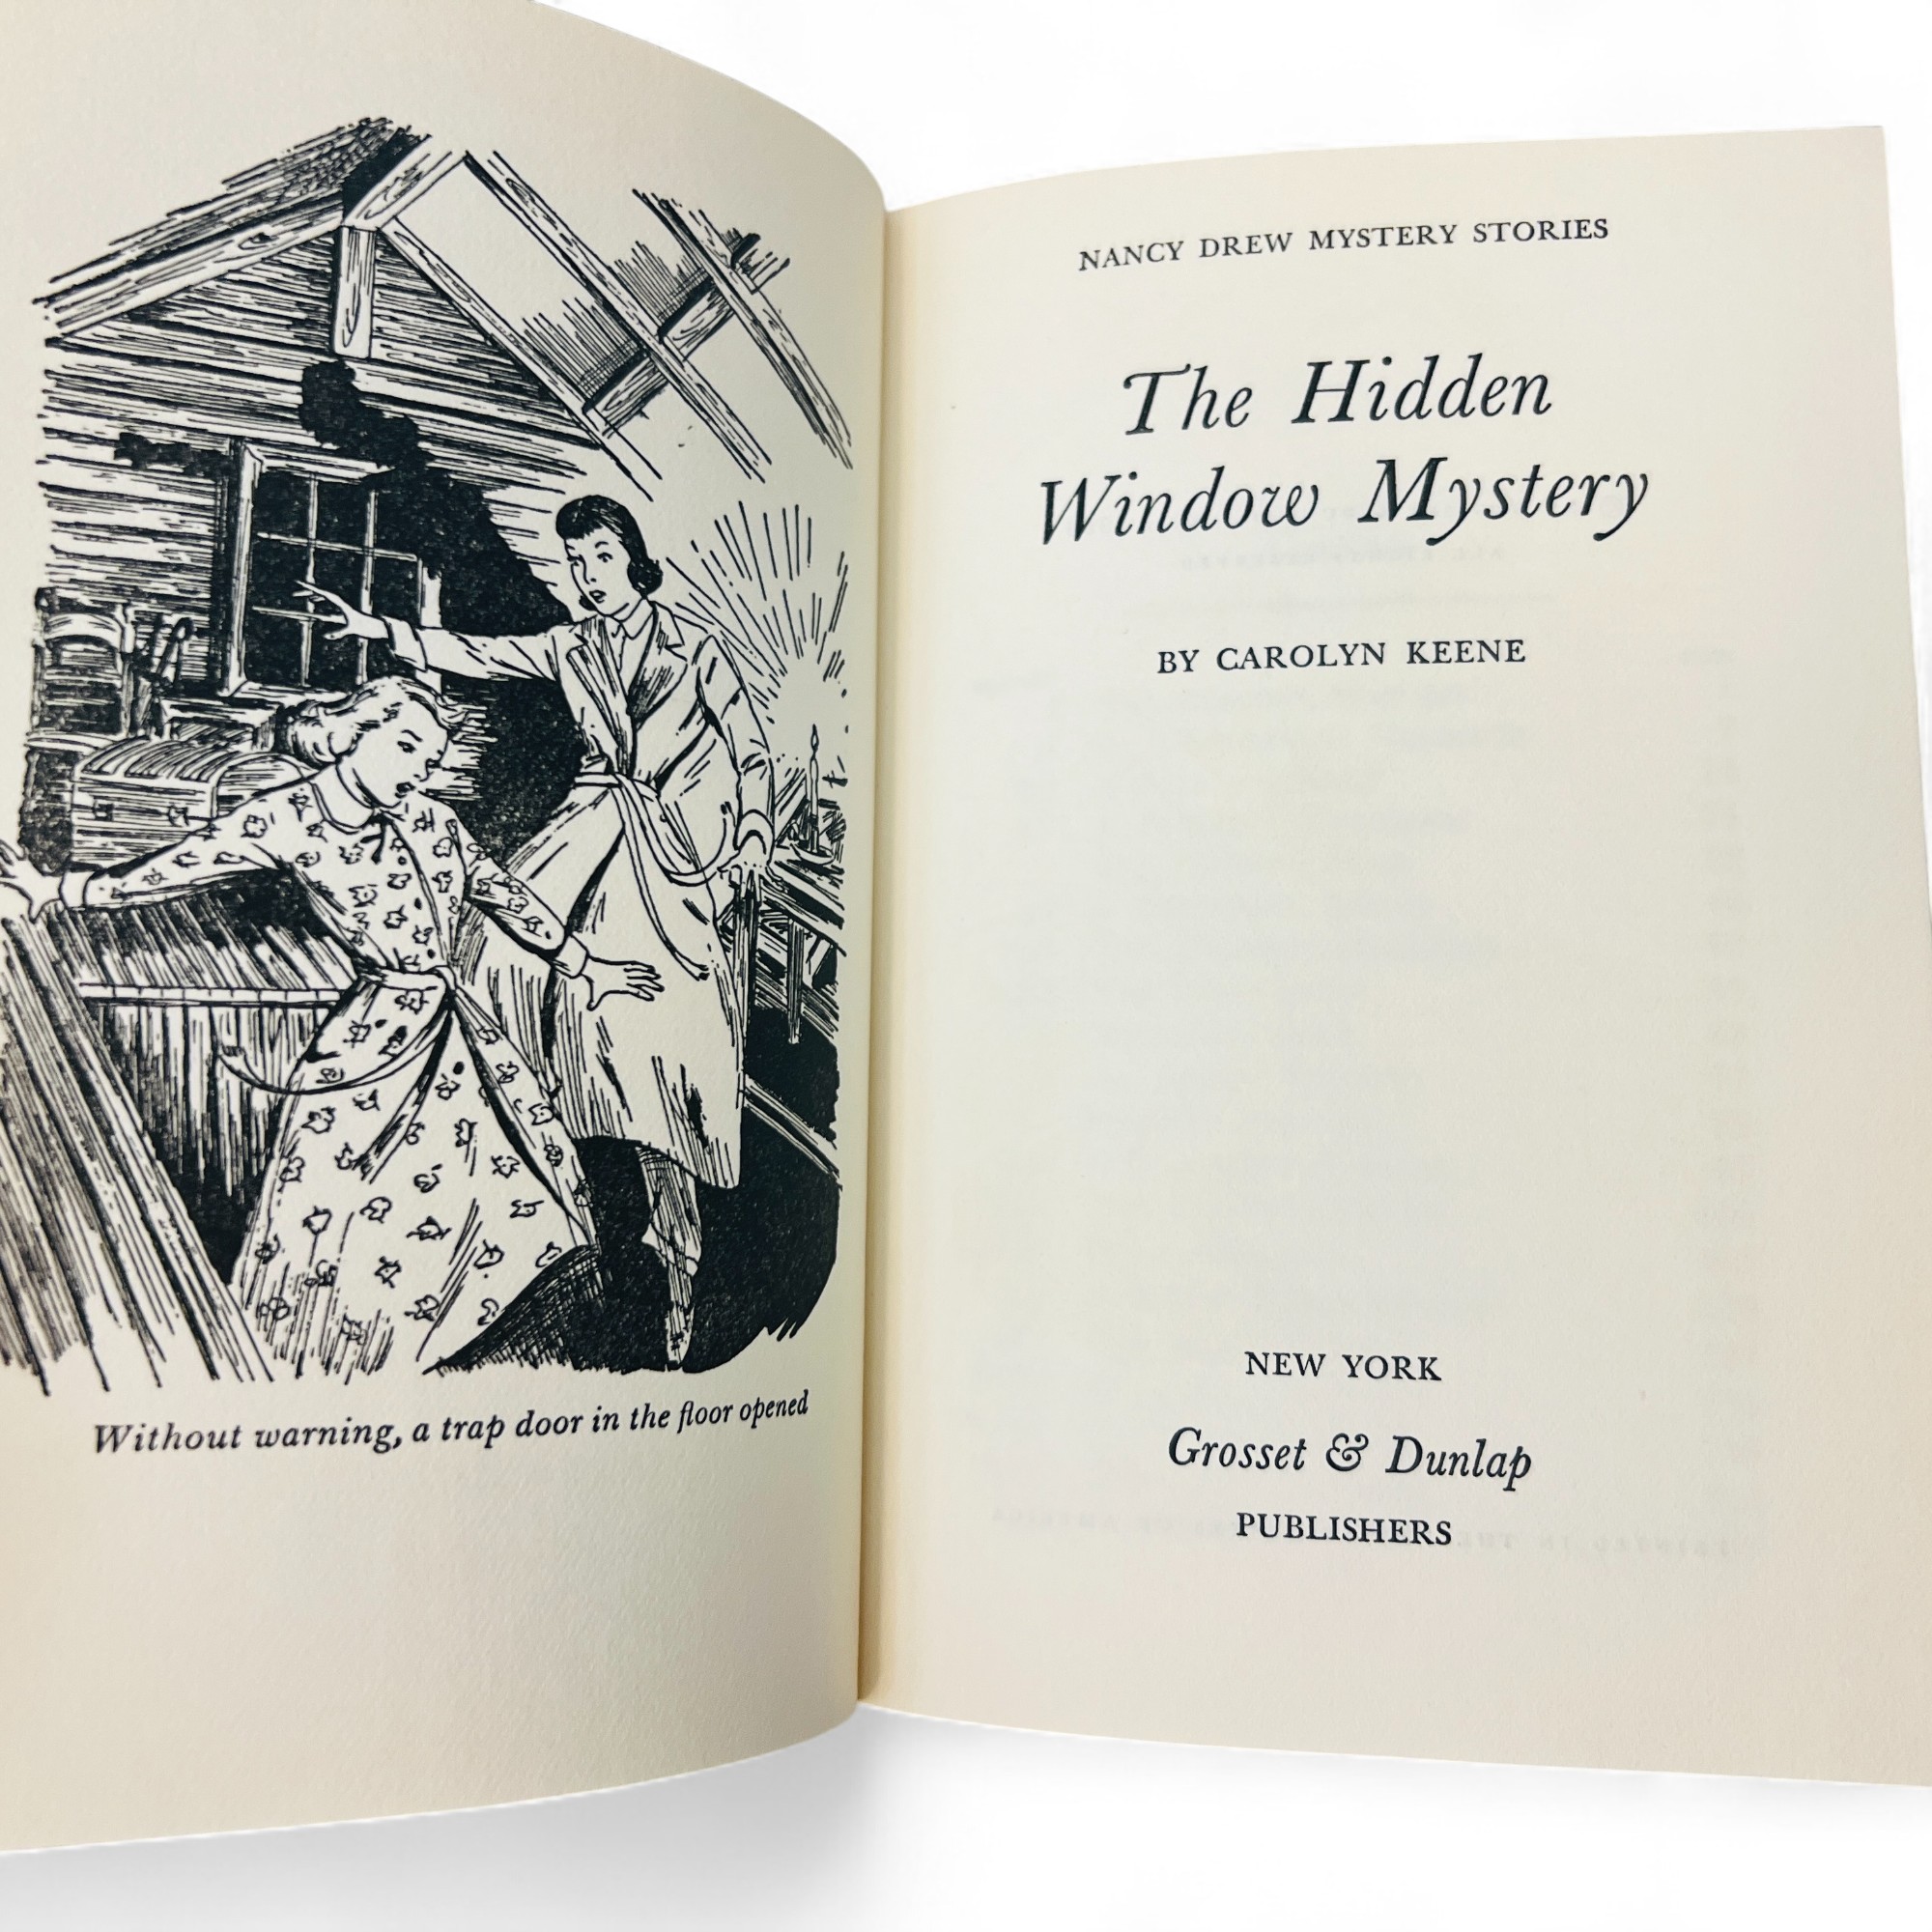 Without warning, a trap door in the floor opened
NANCY DREW MYSTERY STORIES
The Hidden
Window Mystery
BY CAROLYN KEENE
NEW YORK
Grosset & Dunlap
PUBLISHERS